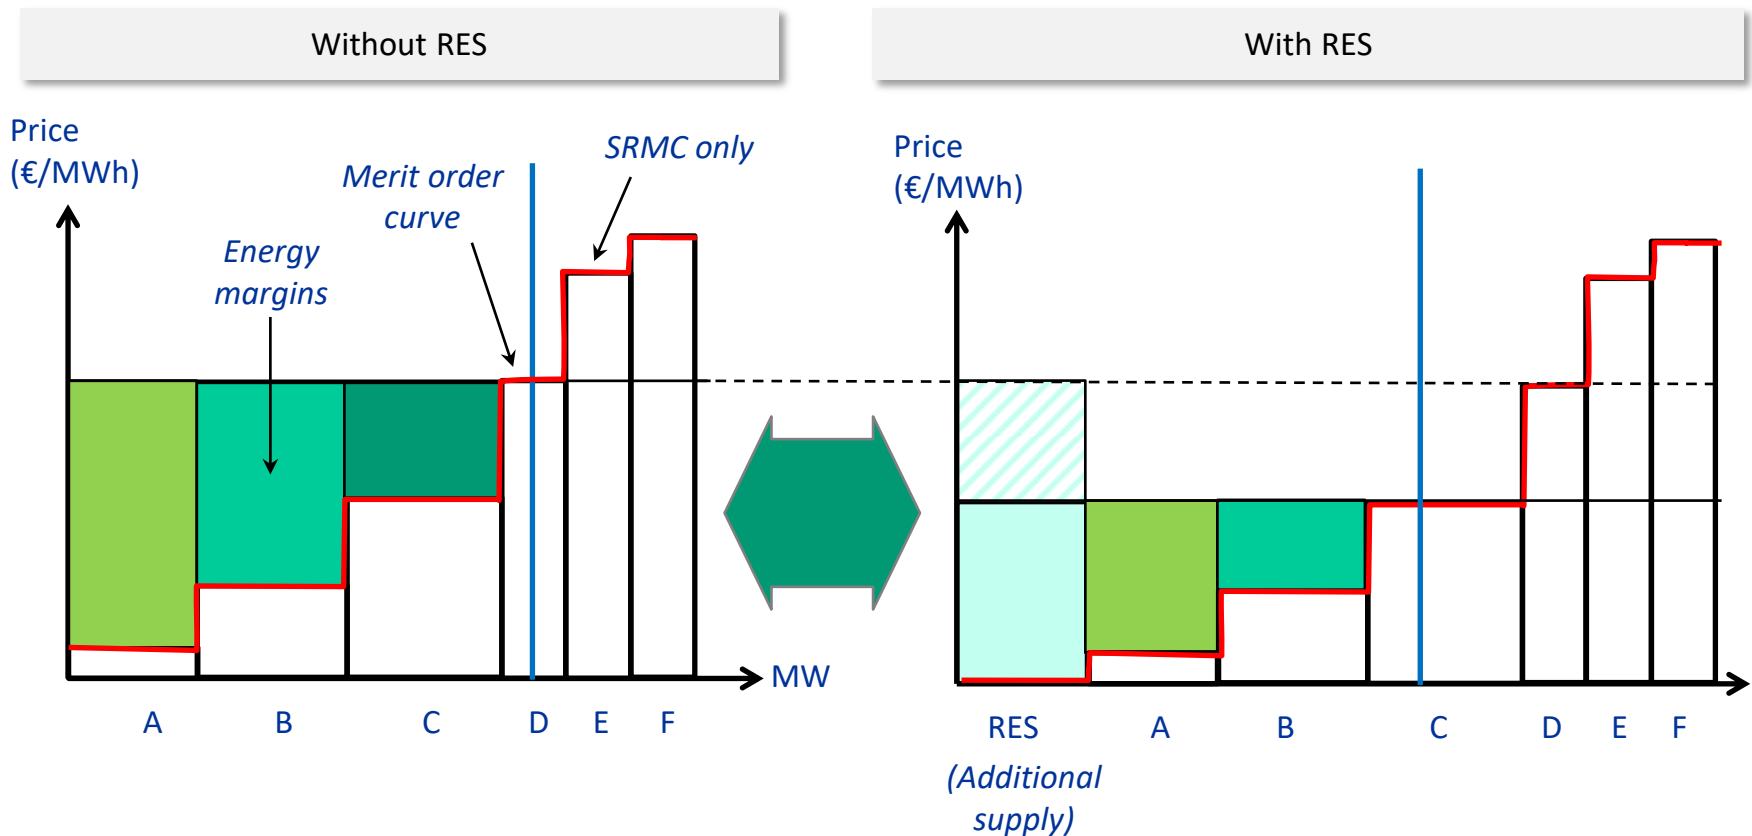 Without RES
With RES
Price
(€/MWh)
Merit order
curve
SRMC only
Energy
margins
MW
A
B
C
D
E
F
Price
(€/MWh)
RES
A
B
C
D
E
F
(Additional
supply)